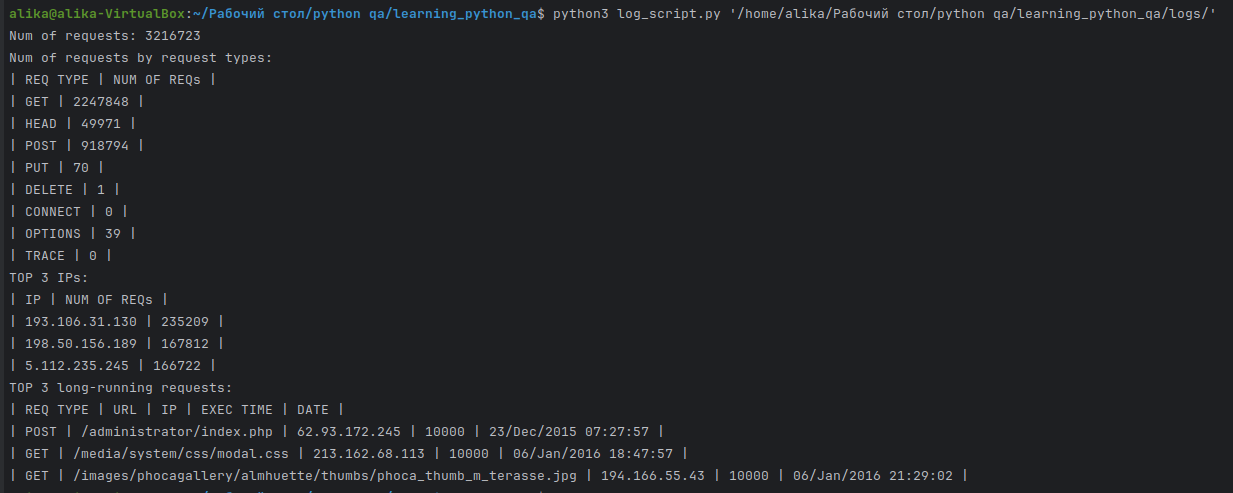 alika@alika-VirtualBox:~/Рабочий стол/python qa/learning_python_qa$ python3 log_script.py '/home/alika/Рабочий стол/python qa/learning_python_qa/logs/'
Num of requests: 3216723
Num of requests by request types:
| REQ TYPE | NUM OF REQs |
| GET | 2247848 |
| HEAD | 49971 |
| POST | 918794 |
| PUT | 70 |
| DELETE | 1 |
| CONNECT | 0 |
| OPTIONS | 39 |
| TRACE | 0 |
TOP 3 IPs:
| IP | NUM OF REQs |
| 193.106.31.130 | 235209 |
| 198.50.156.189 | 167812 |
| 5.112.235.245 | 166722 |
TOP 3 long-running requests:
| REQ TYPE | URL | IP | EXEC TIME | DATE |
| POST | /administrator/index.php | 62.93.172.245 | 10000 | 23/Dec/2015 07:27:57 |
| GET | /media/system/css/modal.css | 213.162.68.113 | 10000 | 06/Jan/2016 18:47:57 |
| GET | /images/phocagallery/almhuette/thumbs/phoca_thumb_m_terasse.jpg | 194.166.55.43 | 10000 | 06/Jan/2016 21:29:02 |